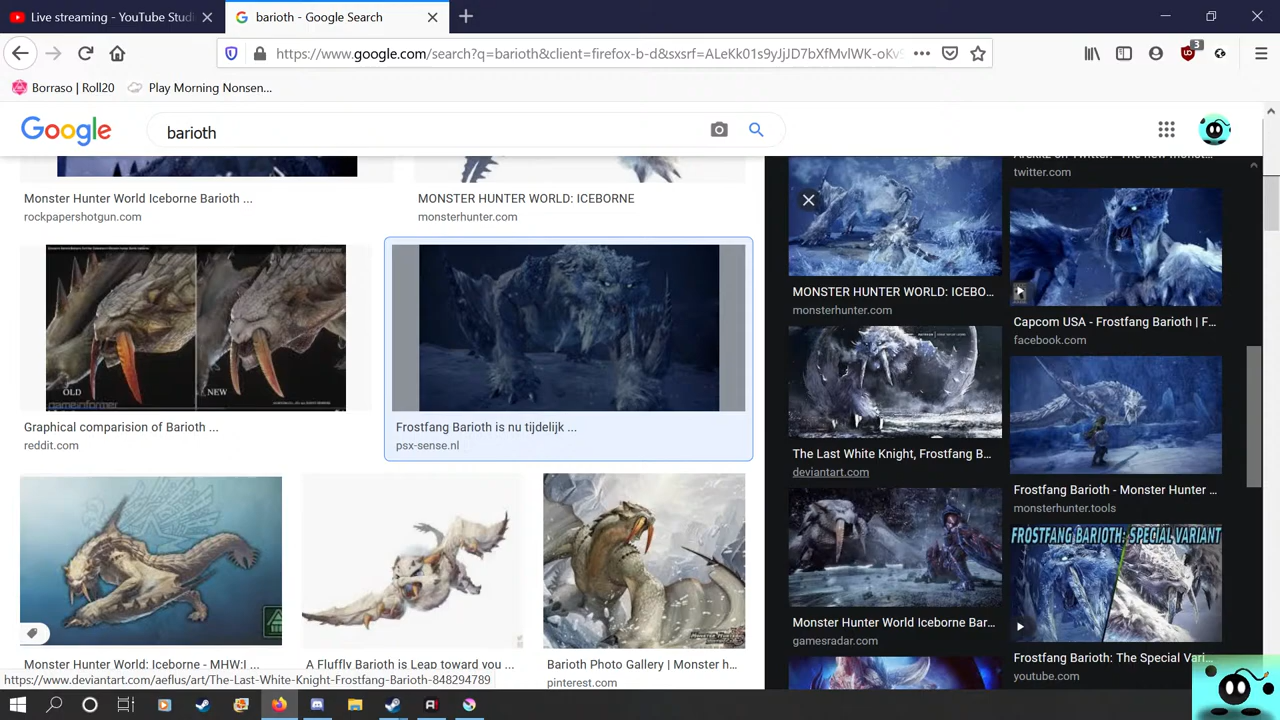 Live streaming - YouTube Studi
barioth - Google Search
https://www.google.com/search?q=barioth&client=firefox-b-d&sxsrf=ALeKk01s9yJjJD7bXfMvlWK-oKv
3
Borraso | Roll20
Play Morning Nonsen...
Google
barioth
Monster Hunter World Iceborne Barioth ...
rockpapershotgun.com
MONSTER HUNTER WORLD: ICEBORNE
monsterhunter.com
twitter.com
OLD
NEW
gameinformer
Graphical comparision of Barioth ...
reddit.com
Frostfang Barioth is nu tijdelijk ...
psx-sense.nl
MONSTER HUNTER WORLD: ICEBO...
monsterhunter.com
Capcom USA - Frostfang Barioth | F...
facebook.com
The Last White Knight, Frostfang B...
deviantart.com
Frostfang Barioth - Monster Hunter ...
monsterhunter.tools
Monster Hunter World Iceborne Bar...
gamesradar.com
FROSTFANG BARIOTH: SPECIAL VARIANT
Frostfang Barioth: The Special Vari...
youtube.com
Monster Hunter World: Iceborne - MHW:I ...
A Fluffly Barioth is Leap toward you ...
Barioth Photo Gallery | Monster h...
pinterest.com
https://www.deviantart.com/aeflus/art/The-Last-White-Knight-Frostfang-Barioth-848294789